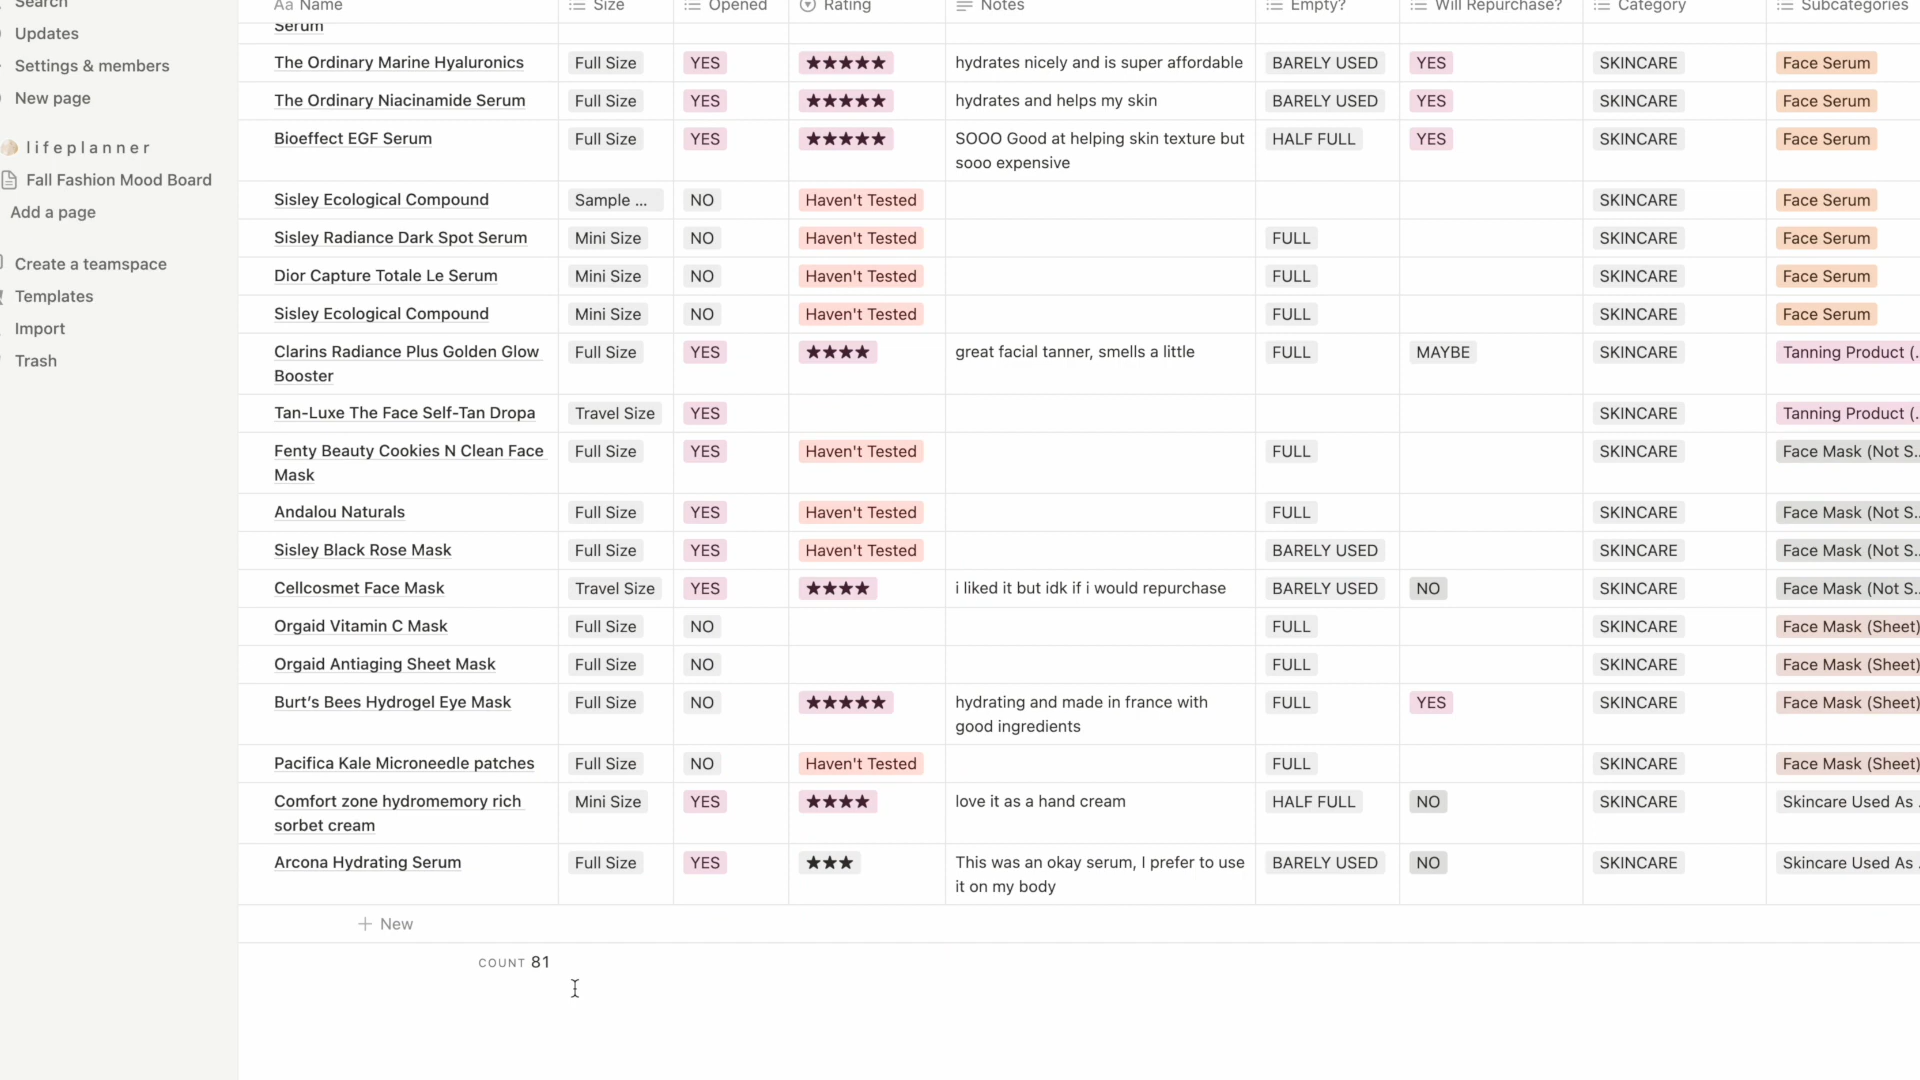 Search
Updates
Settings & members
New page
lifeplanner
Fall Fashion Mood Board
Add a page
Create a teamspace
Templates
Import
Trash
Aa Name Size Opened Rating Notes Empty? Will Repurchase? Category Subcategories
Serum
The Ordinary Marine Hyaluronics Full Size YES ★★★★★ hydrates nicely and is super affordable BARELY USED YES SKINCARE Face Serum
The Ordinary Niacinamide Serum Full Size YES ★★★★★ hydrates and helps my skin BARELY USED YES SKINCARE Face Serum
Bioeffect EGF Serum Full Size YES ★★★★★ SOOO Good at helping skin texture but HALF FULL YES SKINCARE Face Serum
sooo expensive
Sisley Ecological Compound Sample ... NO Haven't Tested SKINCARE Face Serum
Sisley Radiance Dark Spot Serum Mini Size NO Haven't Tested FULL SKINCARE Face Serum
Dior Capture Totale Le Serum Mini Size NO Haven't Tested FULL SKINCARE Face Serum
Sisley Ecological Compound Mini Size NO Haven't Tested FULL SKINCARE Face Serum
Clarins Radiance Plus Golden Glow Full Size YES ★★★★ great facial tanner, smells a little FULL MAYBE SKINCARE Tanning Product (.
Booster
Tan-Luxe The Face Self-Tan Dropa Travel Size YES SKINCARE Tanning Product (.
Fenty Beauty Cookies N Clean Face Full Size YES Haven't Tested FULL SKINCARE Face Mask (Not S..
Mask
Andalou Naturals Full Size YES Haven't Tested FULL SKINCARE Face Mask (Not S..
Sisley Black Rose Mask Full Size YES Haven't Tested BARELY USED SKINCARE Face Mask (Not S..
Cellcosmet Face Mask Travel Size YES ★★★★ i liked it but idk if i would repurchase BARELY USED NO SKINCARE Face Mask (Not S..
Orgaid Vitamin C Mask Full Size NO FULL SKINCARE Face Mask (Sheet)
Orgaid Antiaging Sheet Mask Full Size NO FULL SKINCARE Face Mask (Sheet)
Burt's Bees Hydrogel Eye Mask Full Size NO ★★★★★ hydrating and made in france with FULL YES SKINCARE Face Mask (Sheet)
good ingredients
Pacifica Kale Microneedle patches Full Size NO Haven't Tested FULL SKINCARE Face Mask (Sheet)
Comfort zone hydromemory rich Mini Size YES ★★★★ love it as a hand cream HALF FULL NO SKINCARE Skincare Used As .
sorbet cream
Arcona Hydrating Serum Full Size YES ★★★ This was an okay serum, I prefer to use BARELY USED NO SKINCARE Skincare Used As .
it on my body
+ New
COUNT 81